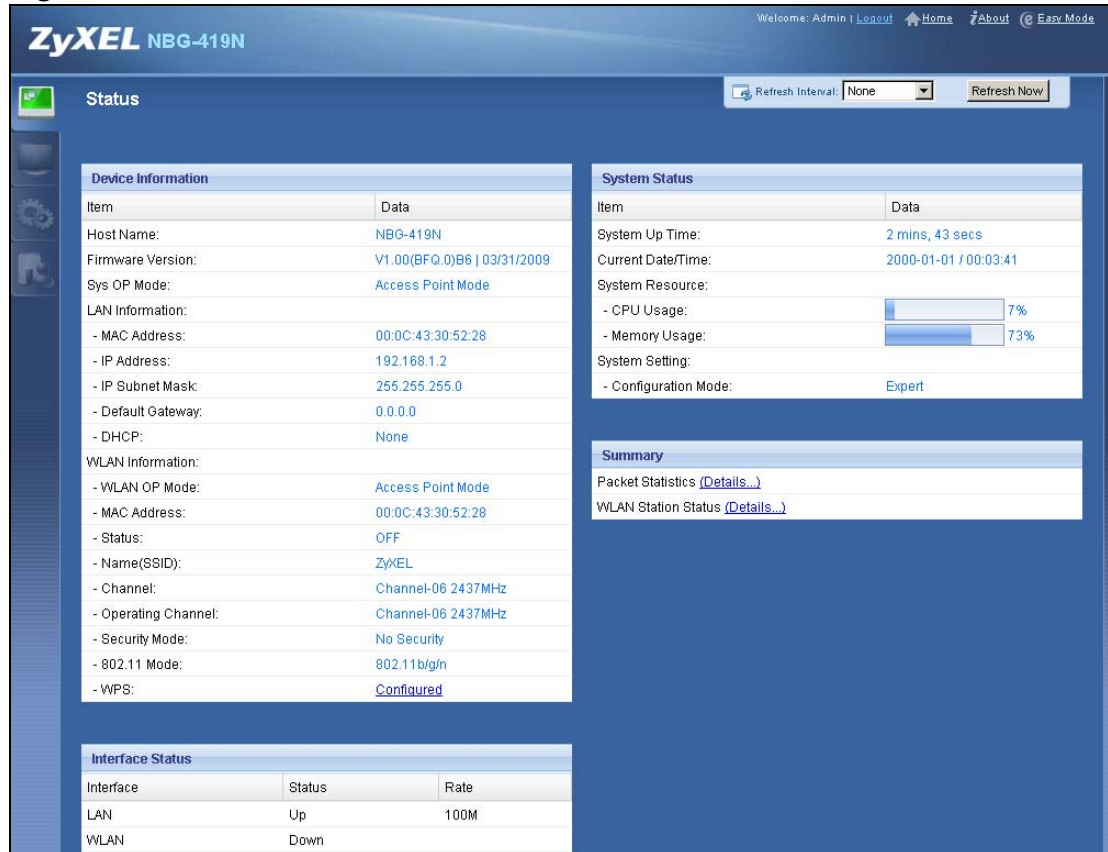 Welcome: Admin | Logout Home About Easy Mode
ZyXEL NBG-419N
Status
Refresh Interval: None Refresh Now
Device Information
Item Data
Host Name: NBG-419N
Firmware Version: V1.00(BFQ.0)B6 | 03/31/2009
Sys OP Mode: Access Point Mode
LAN Information:
- MAC Address: 00:0C:43:30:52:28
- IP Address: 192.168.1.2
- IP Subnet Mask: 255.255.255.0
- Default Gateway: 0.0.0.0
- DHCP: None
WLAN Information:
- WLAN OP Mode: Access Point Mode
- MAC Address: 00:0C:43:30:52:28
- Status: OFF
- Name(SSID): ZyXEL
- Channel: Channel-06 2437MHz
- Operating Channel: Channel-06 2437MHz
- Security Mode: No Security
- 802.11 Mode: 802.11b/g/n
- WPS: Configured
Interface Status
Interface Status Rate
LAN Up 100M
WLAN Down
System Status
Item Data
System Up Time: 2 mins, 43 secs
Current Date/Time: 2000-01-01 / 00:03:41
System Resource:
- CPU Usage: 7%
- Memory Usage: 73%
System Setting:
- Configuration Mode: Expert
Summary
Packet Statistics (Details...)
WLAN Station Status (Details...)